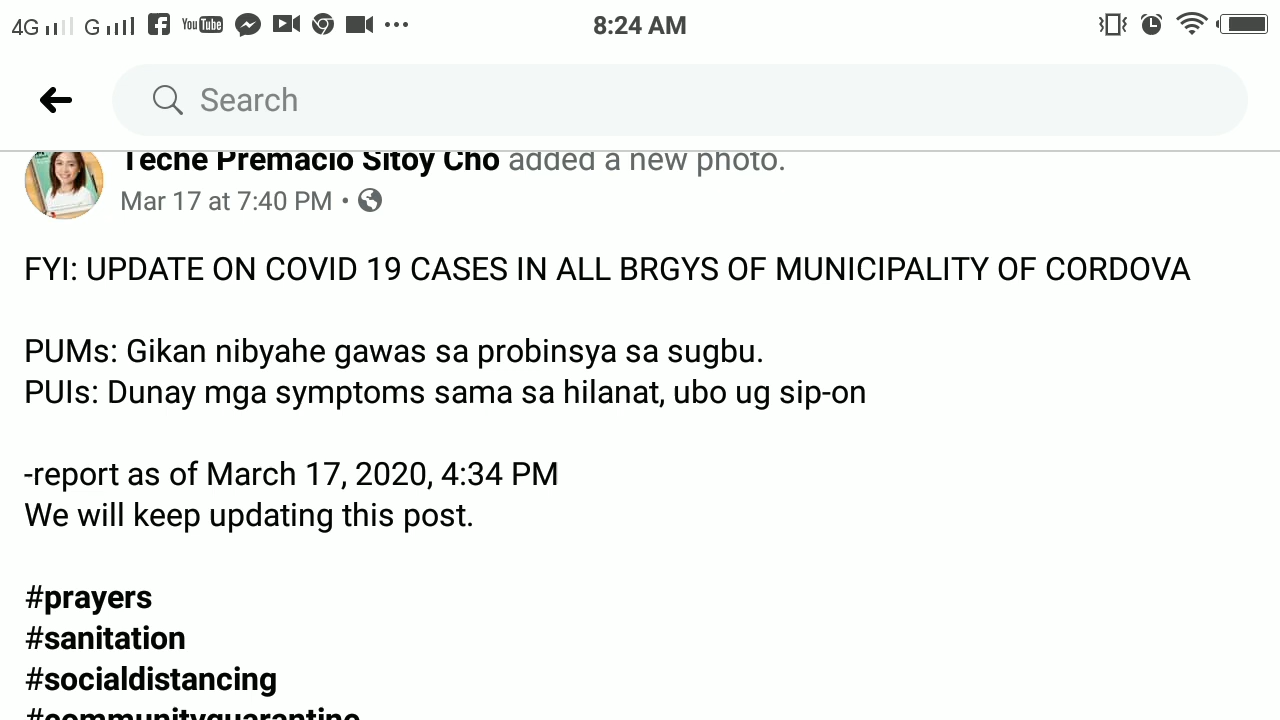 4G G YouTube 8:24 AM
Search
Teche Premacio Sitoy Cho added a new photo.
Mar 17 at 7:40 PM •
FYI: UPDATE ON COVID 19 CASES IN ALL BRGYS OF MUNICIPALITY OF CORDOVA
PUMs: Gikan nibyahe gawas sa probinsya sa sugbu.
PUIs: Dunay mga symptoms sama sa hilanat, ubo ug sip-on
-report as of March 17, 2020, 4:34 PM
We will keep updating this post.
#prayers
#sanitation
#socialdistancing
#communityquarantine